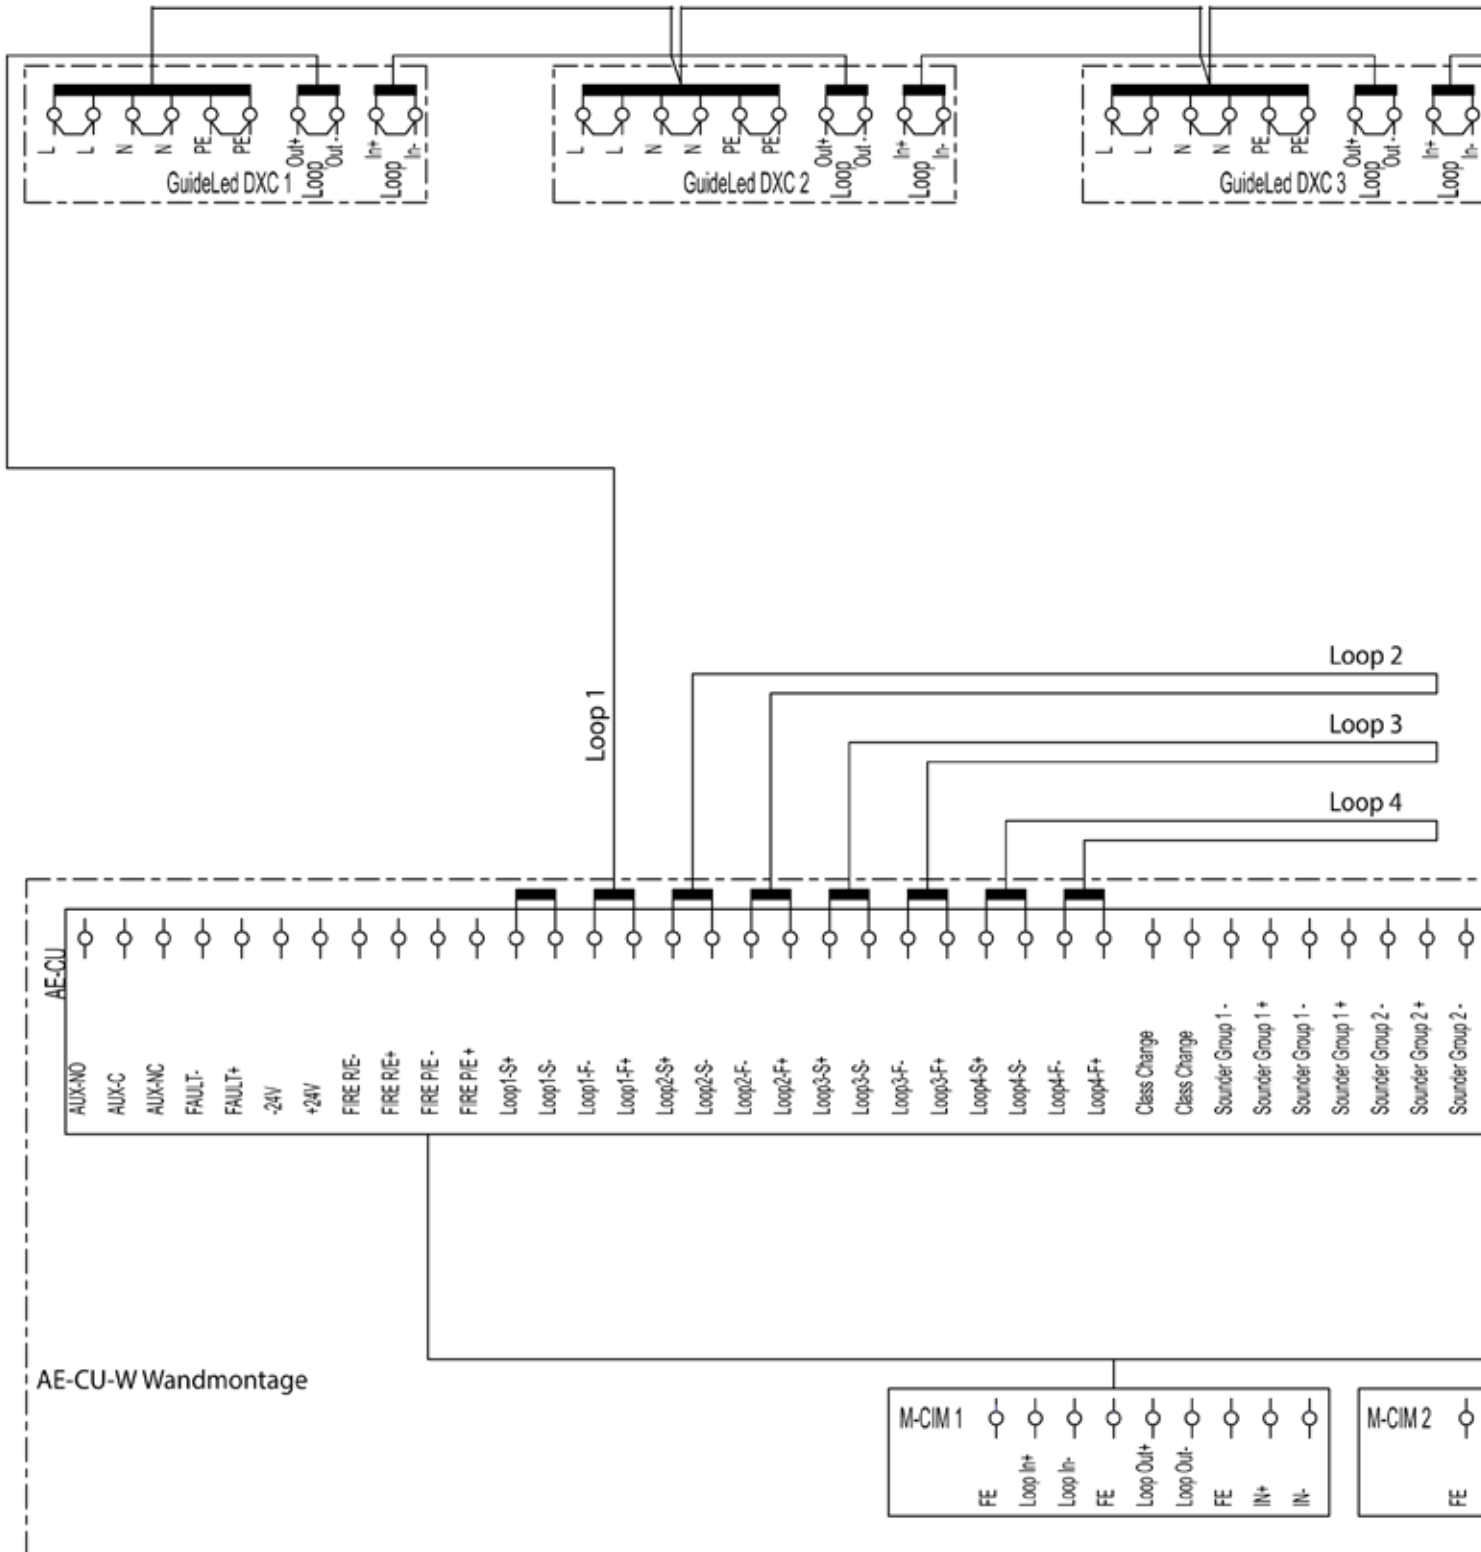 L L N N PE PE Out+ Loop Out - In+ Loop In-
GuideLed DXC 1
L L N N PE PE Out+ Loop Out - In+ Loop In-
GuideLed DXC 2
L L N N PE PE Out+ Loop Out - In+ Loop In-
GuideLed DXC 3
Loop 1
Loop 2
Loop 3
Loop 4
AE-CU
AUX-NO
AUX-C
AUX-NC
FAULT-
FAULT+
-24V
+24V
FIRE R/E-
FIRE R/E+
FIRE P/E -
FIRE P/E +
Loop1-S+
Loop1-S-
Loop1-F-
Loop1-F+
Loop2-S+
Loop2-S-
Loop2-F-
Loop2-F+
Loop3-S+
Loop3-S-
Loop3-F-
Loop3-F+
Loop4-S+
Loop4-S-
Loop4-F-
Loop4-F+
Class Change
Class Change
Sounder Group 1 -
Sounder Group 1 +
Sounder Group 1 -
Sounder Group 1 +
Sounder Group 2 -
Sounder Group 2 +
Sounder Group 2 -
AE-CU-W Wandmontage
M-CIM 1
FE
Loop In+
Loop In-
FE
Loop Out+
Loop Out-
FE
IN+
IN-
M-CIM 2
FE